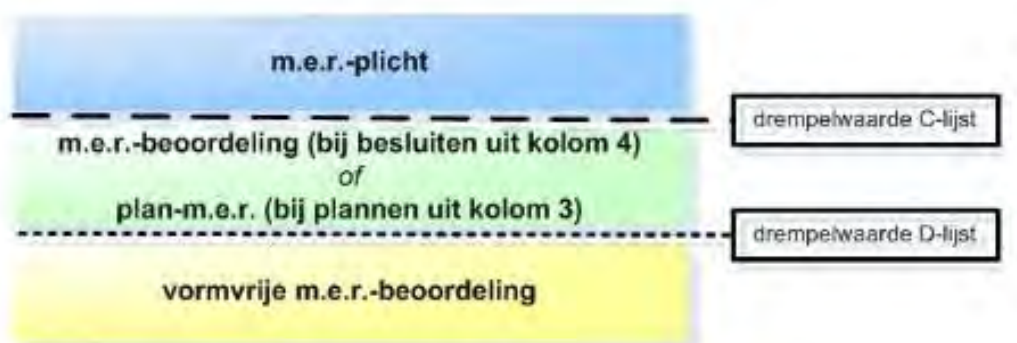 m.e.r.-plicht
drempelwaarde C-lijst
m.e.r.-beoordeling (bij besluiten uit kolom 4)
of
plan-m.e.r. (bij plannen uit kolom 3)
drempelwaarde D-lijst
vormvrije m.e.r.-beoordeling